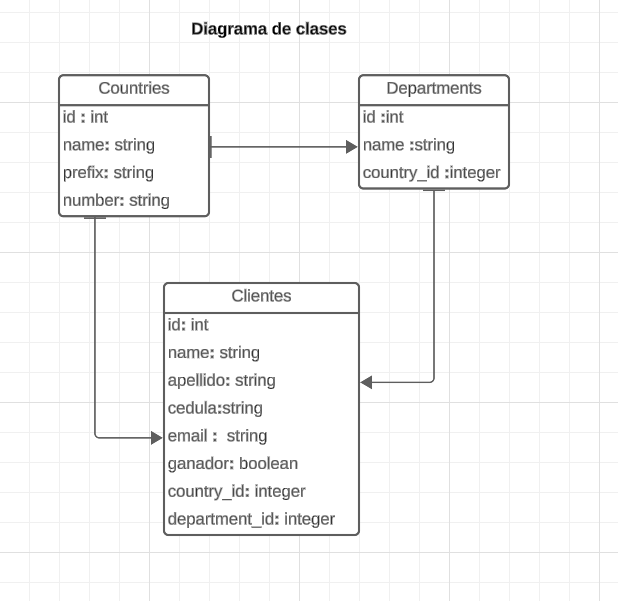 Diagrama de clases
Countries
id : int
name: string
prefix: string
number: string
Departments
id :int
name :string
country_id :integer
Clientes
id: int
name: string
apellido: string
cedula:string
email :  string
ganador: boolean
country_id: integer
department_id: integer